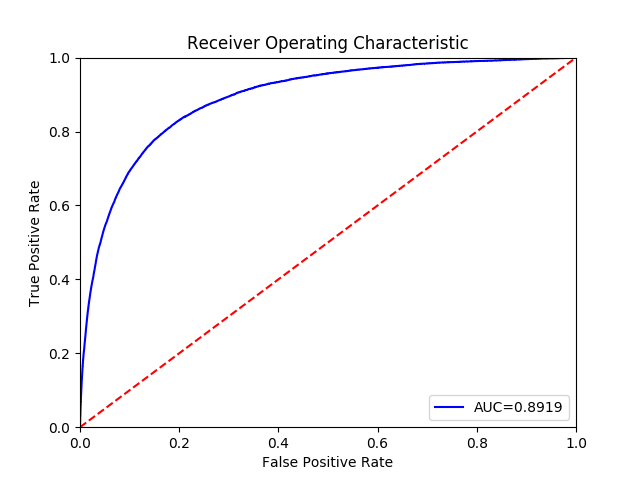 Receiver Operating Characteristic
1.0
0.8
0.6
0.4
0.2
0.0
True Positive Rate
AUC=0.8919
0.0 0.2 0.4 0.6 0.8 1.0
False Positive Rate